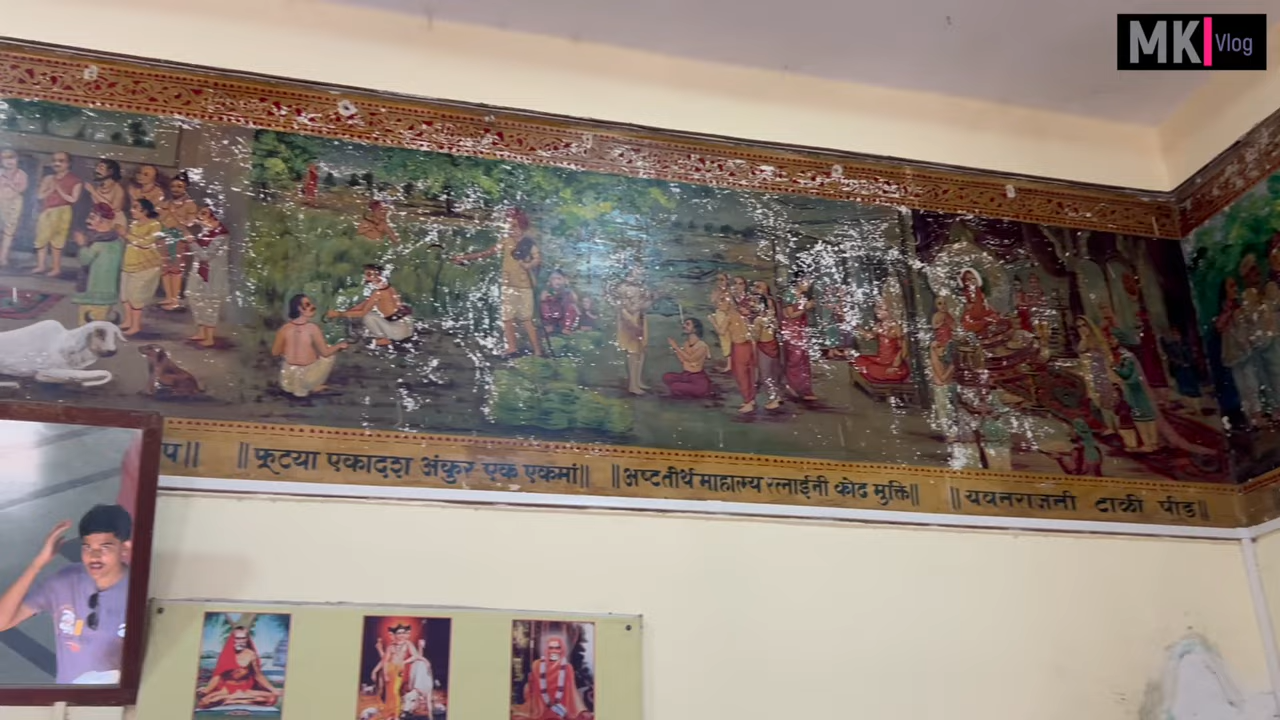 MK Vlog
प॥
॥फूटया एकादश अंकुर एक एकमां॥
॥अष्टतीर्थ माहात्म्य रत्नाईनी कोढ मुक्ति॥
॥यवनराजनी टाळी पीड॥